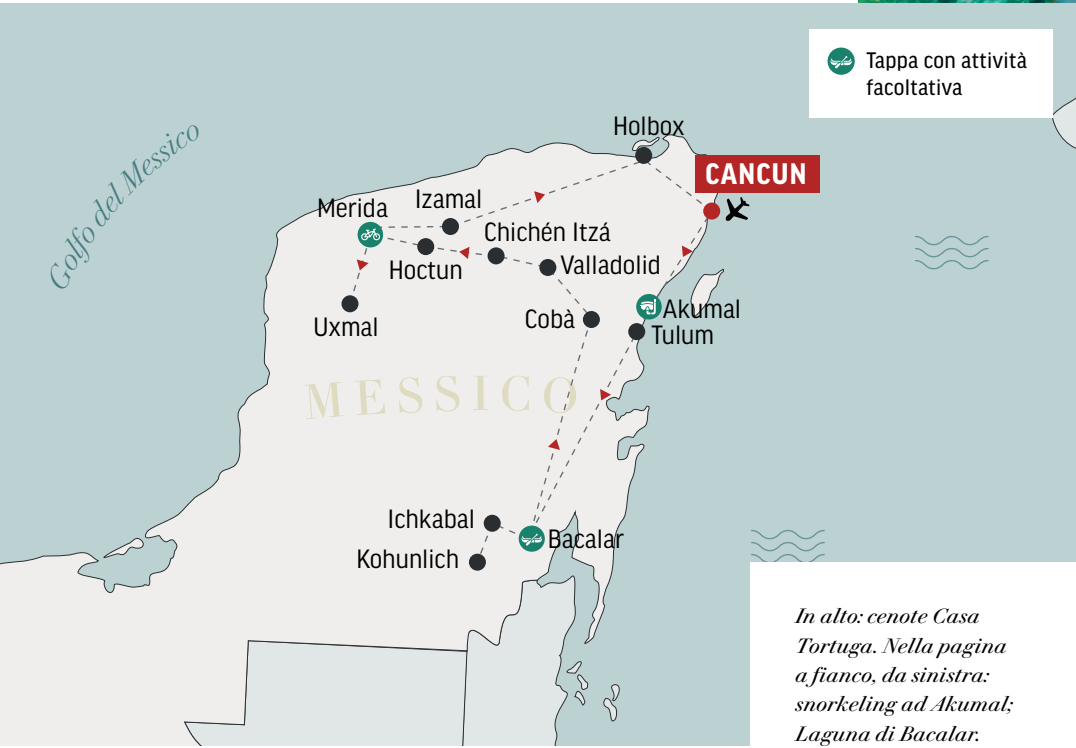 Tappa con attività
facoltativa
Golfo del Messico
Holbox
CANCUN
Izamal
Merida
Chichén Itzá
Hoctun
Valladolid
Uxmal
Cobà
Akumal
Tulum
MESSICO
Ichkabal
Bacalar
Kohunlich
In alto: cenote Casa
Tortuga. Nella pagina
a fianco, da sinistra:
snorkeling ad Akumal;
Laguna di Bacalar.